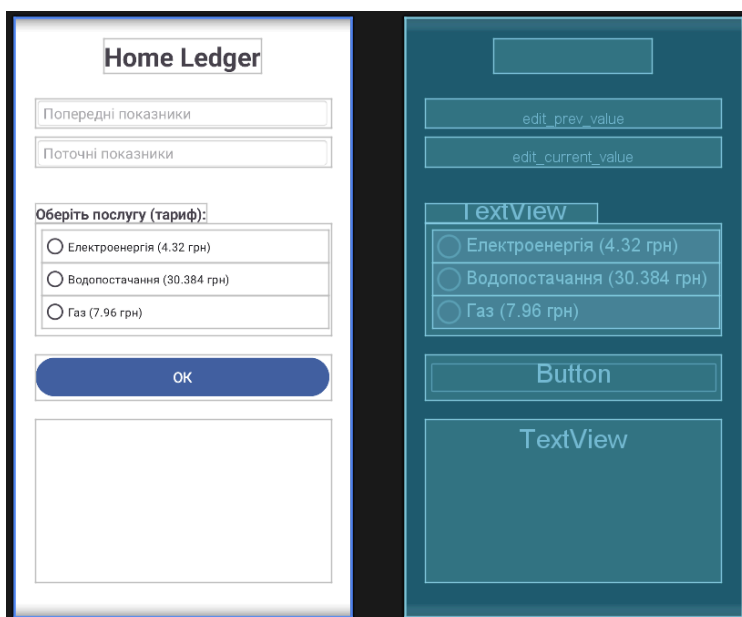 Home Ledger
Попередні показники
Поточні показники
Оберіть послугу (тариф):
Електроенергія (4.32 грн)
Водопостачання (30.384 грн)
Газ (7.96 грн)
ОК
edit_prev_value
edit_current_value
TextView
Електроенергія (4.32 грн)
Водопостачання (30.384 грн)
Газ (7.96 грн)
Button
TextView